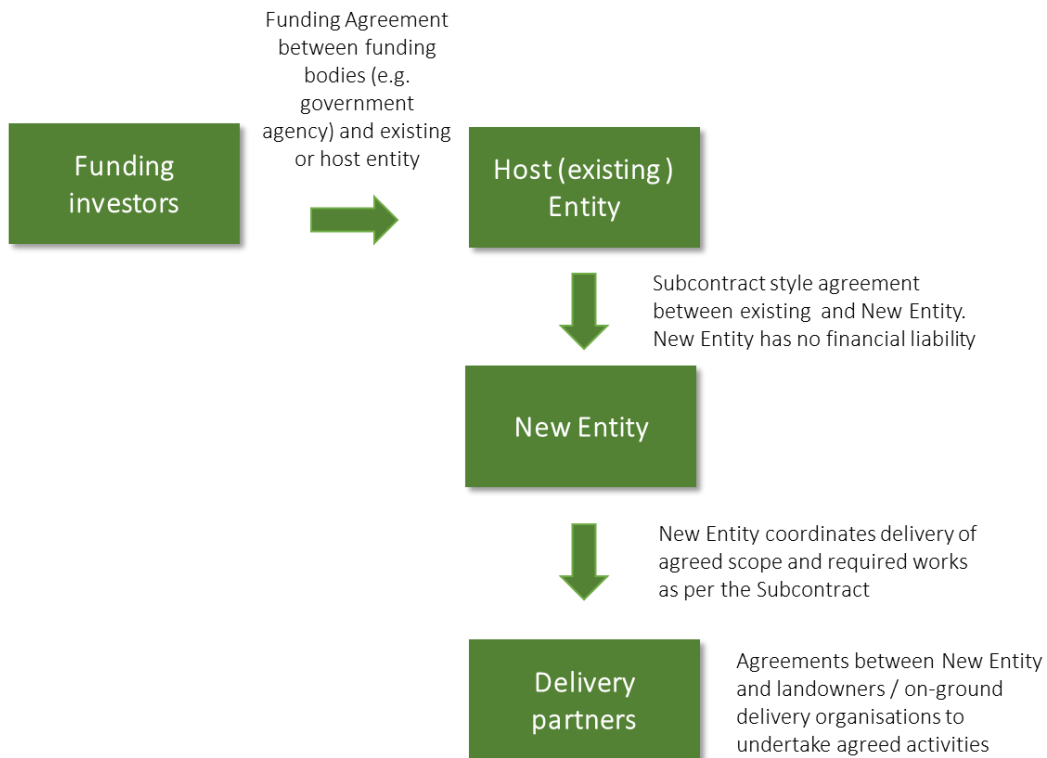 Funding Agreement
between funding
bodies (e.g.
government
agency) and existing
or host entity
Funding
investors
Host (existing )
Entity
Subcontract style agreement
between existing and New Entity.
New Entity has no financial liability
New Entity
New Entity coordinates delivery of
agreed scope and required works
as per the Subcontract
Delivery
partners
Agreements between New Entity
and landowners / on-ground
delivery organisations to
undertake agreed activities